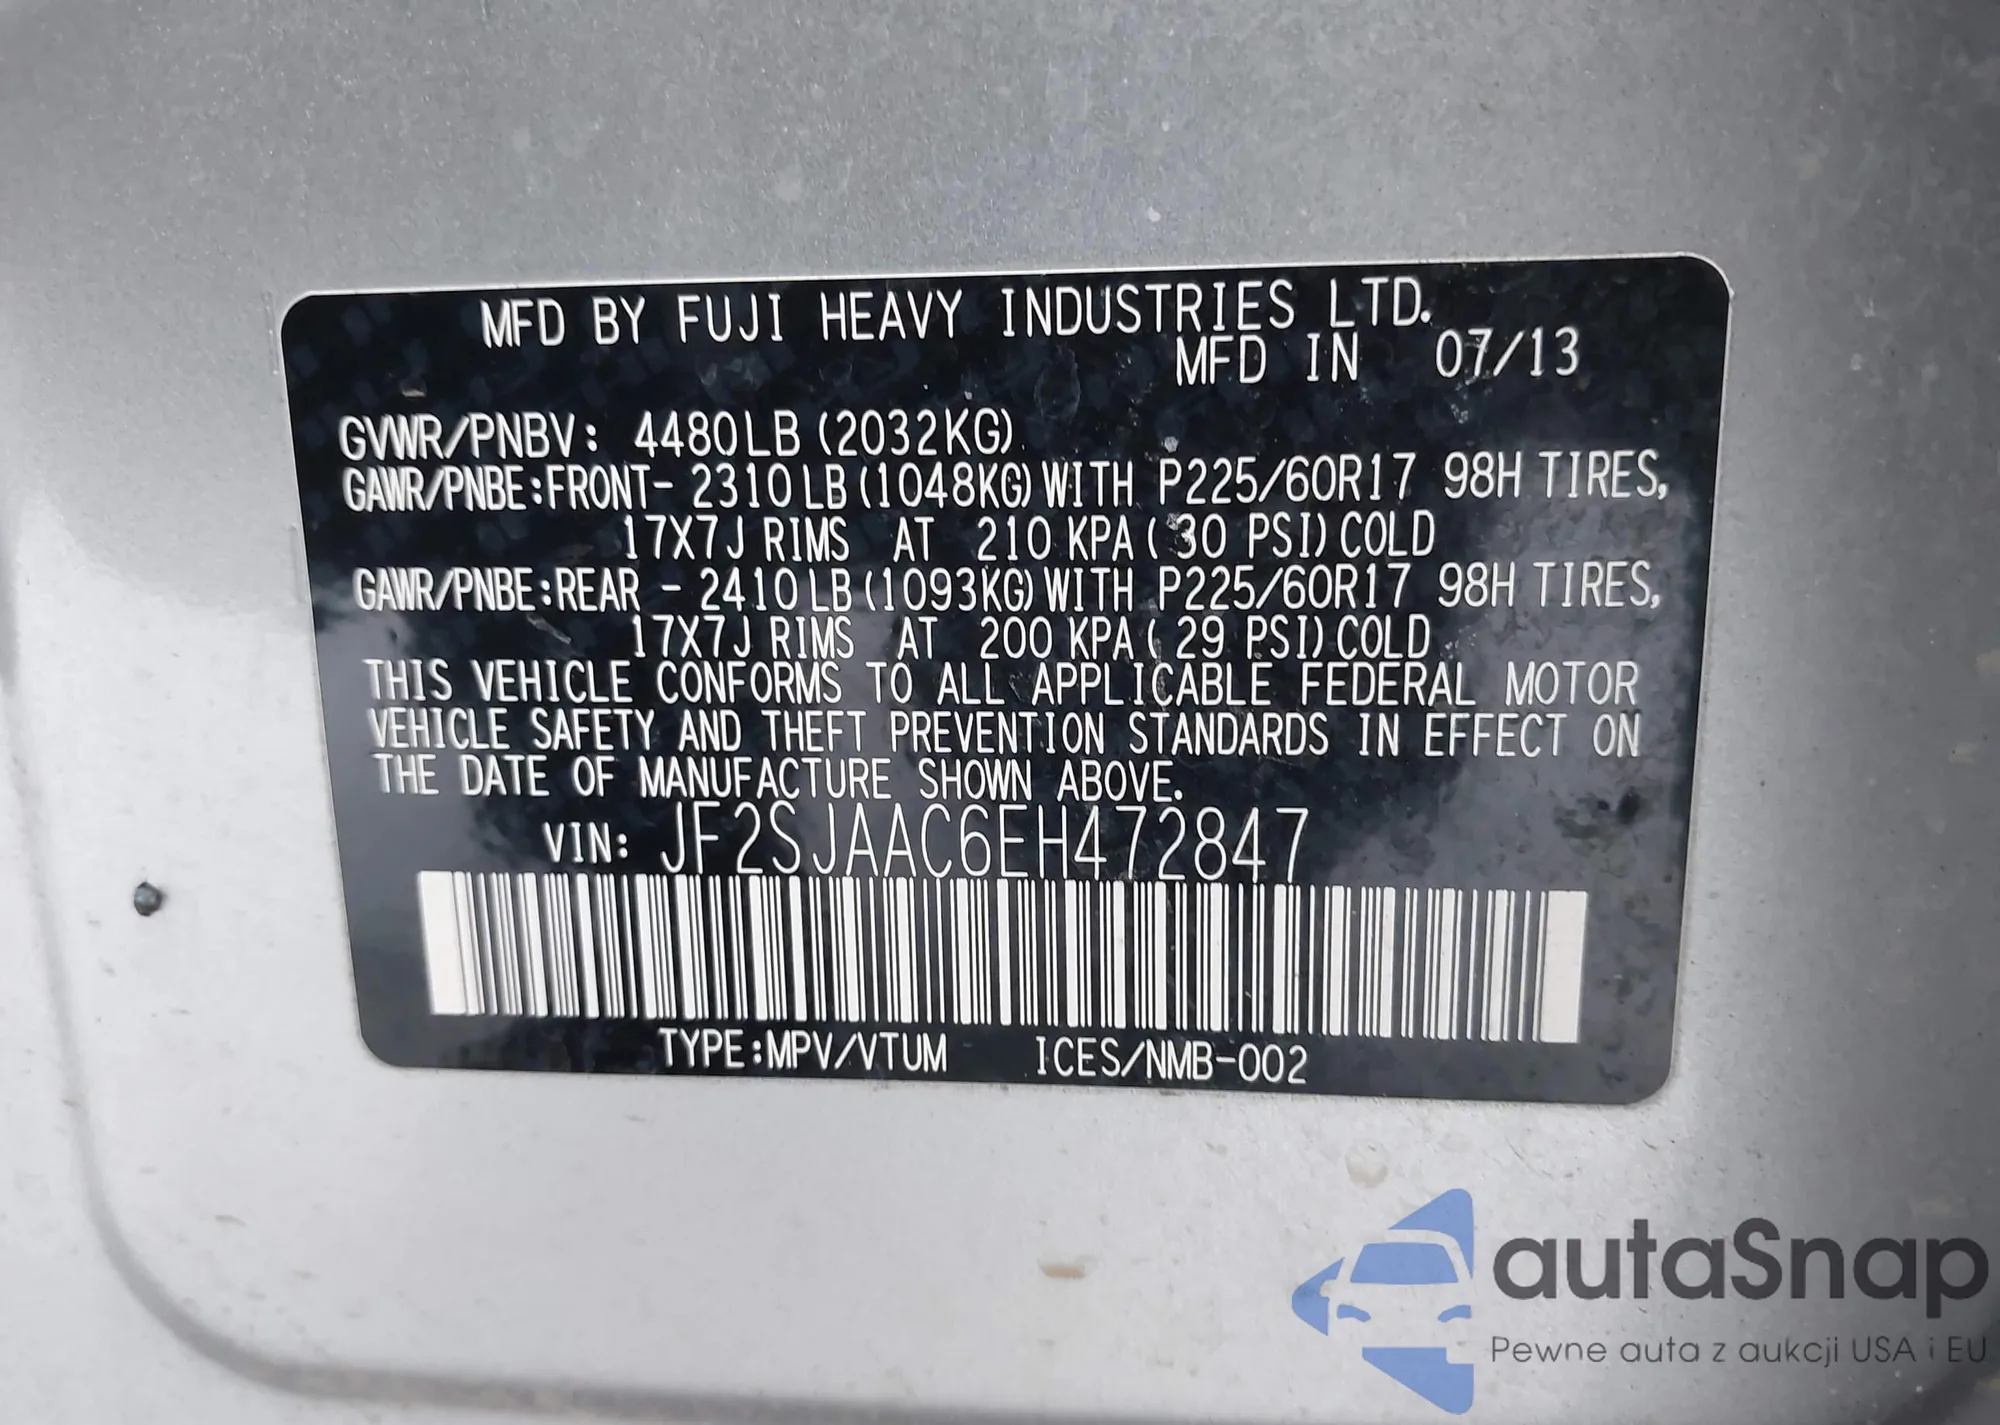 MFD BY FUJI HEAVY INDUSTRIES LTD.
MFD IN 07/13
GVWR/PNBV: 4480LB (2032KG)
GAWR/PNBE:FRONT- 2310LB (1048KG) WITH P225/60R17 98H TIRES,
17X7J RIMS AT 210 KPA ( 30 PSI) COLD
GAWR/PNBE:REAR - 2410LB (1093KG) WITH P225/60R17 98H TIRES,
17X7J RIMS AT 200 KPA ( 29 PSI) COLD
THIS VEHICLE CONFORMS TO ALL APPLICABLE FEDERAL MOTOR
VEHICLE SAFETY AND THEFT PREVENTION STANDARDS IN EFFECT ON
THE DATE OF MANUFACTURE SHOWN ABOVE.
VIN: JF2SJAAC6EH472847
TYPE:MPV/VTUM ICES/NMB-002
autaSnap
Pewne auta z aukcji USA i EU